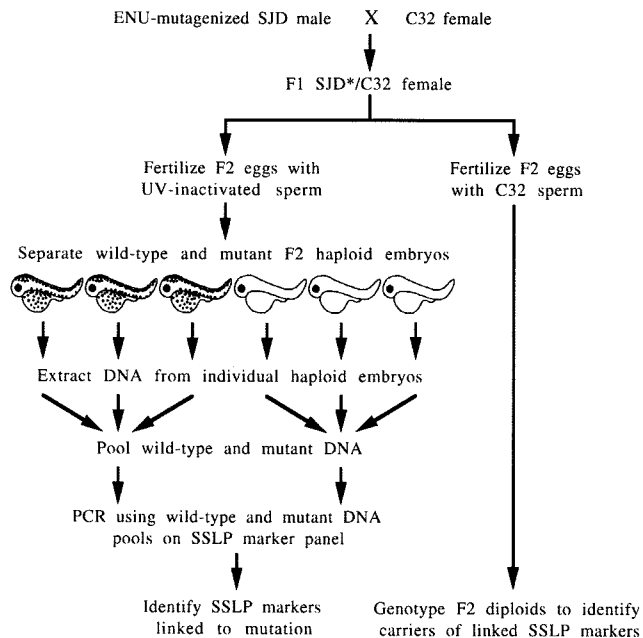 ENU-mutagenized SJD male X C32 female
F1 SJD*/C32 female
Fertilize F2 eggs with
UV-inactivated sperm
Fertilize F2 eggs
with C32 sperm
Separate wild-type and mutant F2 haploid embryos
Extract DNA from individual haploid embryos
Pool wild-type and mutant DNA
PCR using wild-type and mutant DNA
pools on SSLP marker panel
Identify SSLP markers
linked to mutation
Genotype F2 diploids to identify
carriers of linked SSLP markers